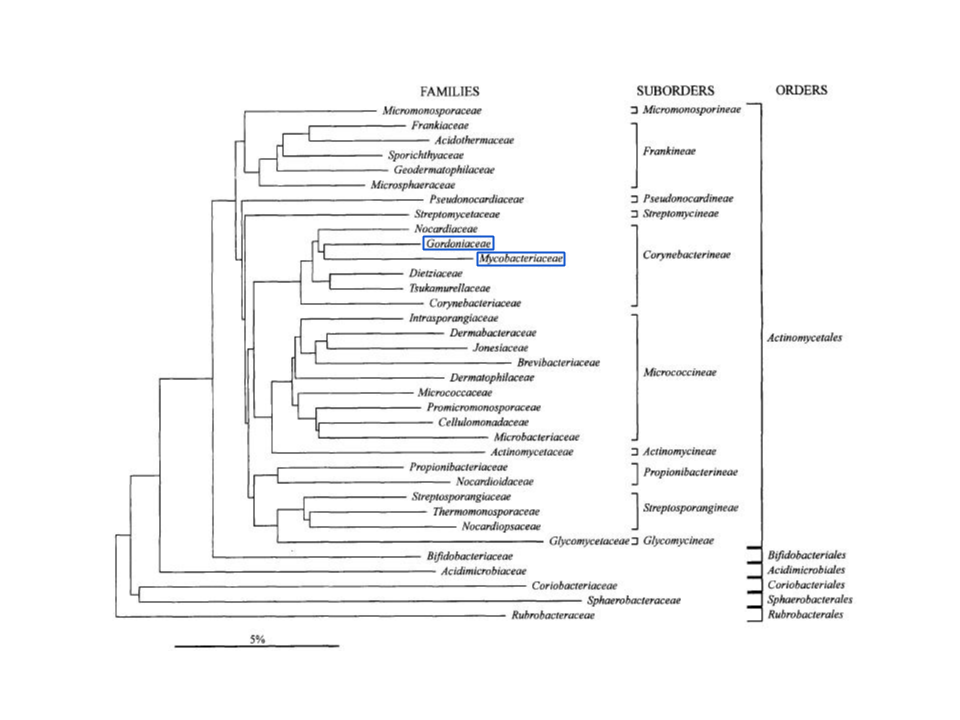 FAMILIES SUBORDERS ORDERS
Micromonosporaceae Micromonosporineae
Frankiaceae
Acidothermaceae
Sporichthyaceae Frankineae
Geodermatophilaceae
Microsphaeraceae
Pseudonocardiaceae Pseudonocardineae
Streptomycetaceae Streptomycineae
Nocardiaceae
Gordoniaceae
Mycobacteriaceae Corynebacterineae
Dietziaceae
Tsukamurellaceae
Corynebacteriaceae
Intrasporangiaceae
Dermabacteraceae Actinomycetales
Jonesiaceae
Brevibacteriaceae
Dermatophilaceae Micrococcineae
Micrococcaceae
Promicromonosporaceae
Cellulomonadaceae
Microbacteriaceae
Actinomycetaceae Actinomycineae
Propionibacteriaceae Propionibacterineae
Nocardioidaceae
Streptosporangiaceae
Thermomonosporaceae Streptosporangineae
Nocardiopsaceae
Glycomycetaceae Glycomycineae
Bifidobacteriaceae Bifidobacteriales
Acidimicrobiaceae Acidimicrobiales
Coriobacteriaceae Coriobacteriales
Sphaerobacteraceae Sphaerobacterales
Rubrobacteraceae Rubrobacterales
5%